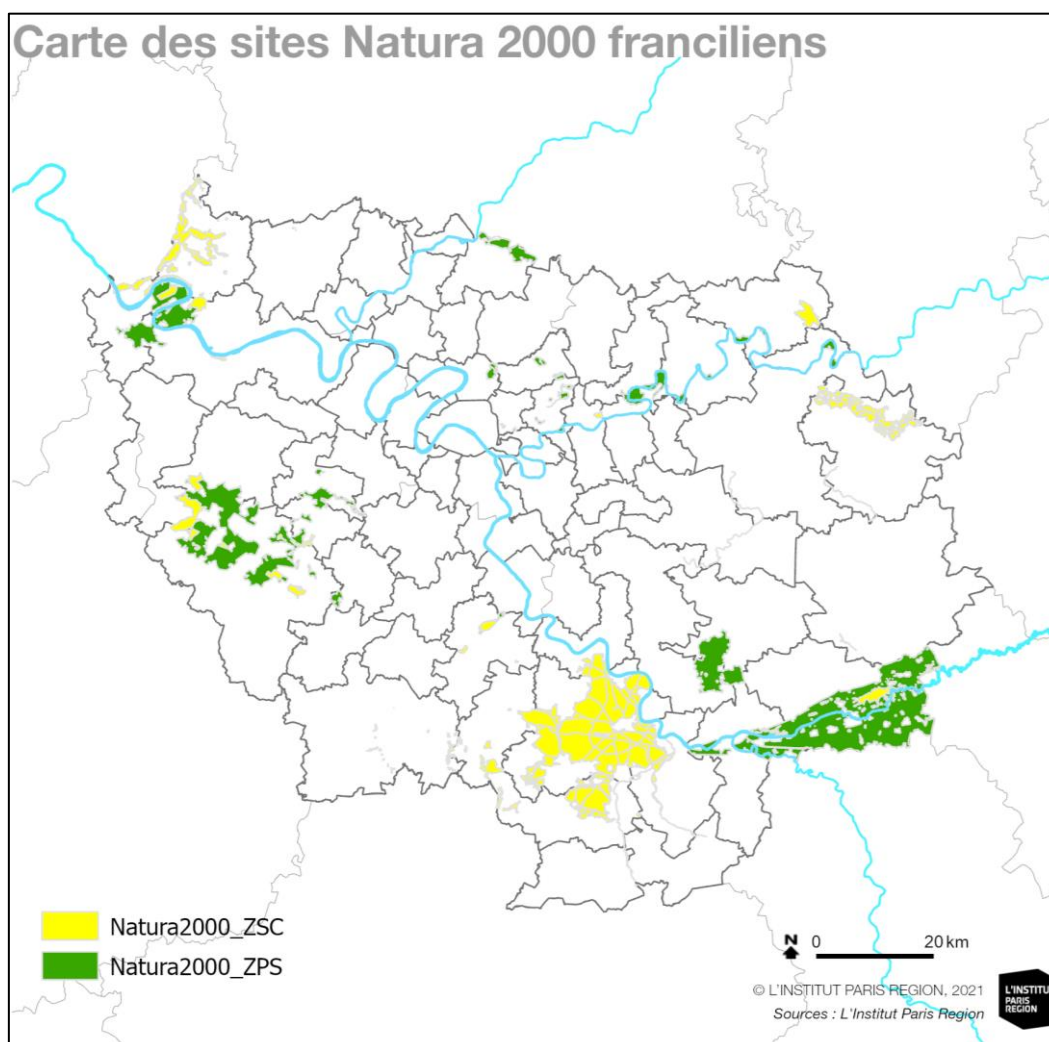 Carte des sites Natura 2000 franciliens
Natura2000_ZSC
Natura2000_ZPS
N
0 20 km
© L'INSTITUT PARIS REGION, 2021
Sources : L'Institut Paris Region
L'INSTITUT
PARIS
REGION